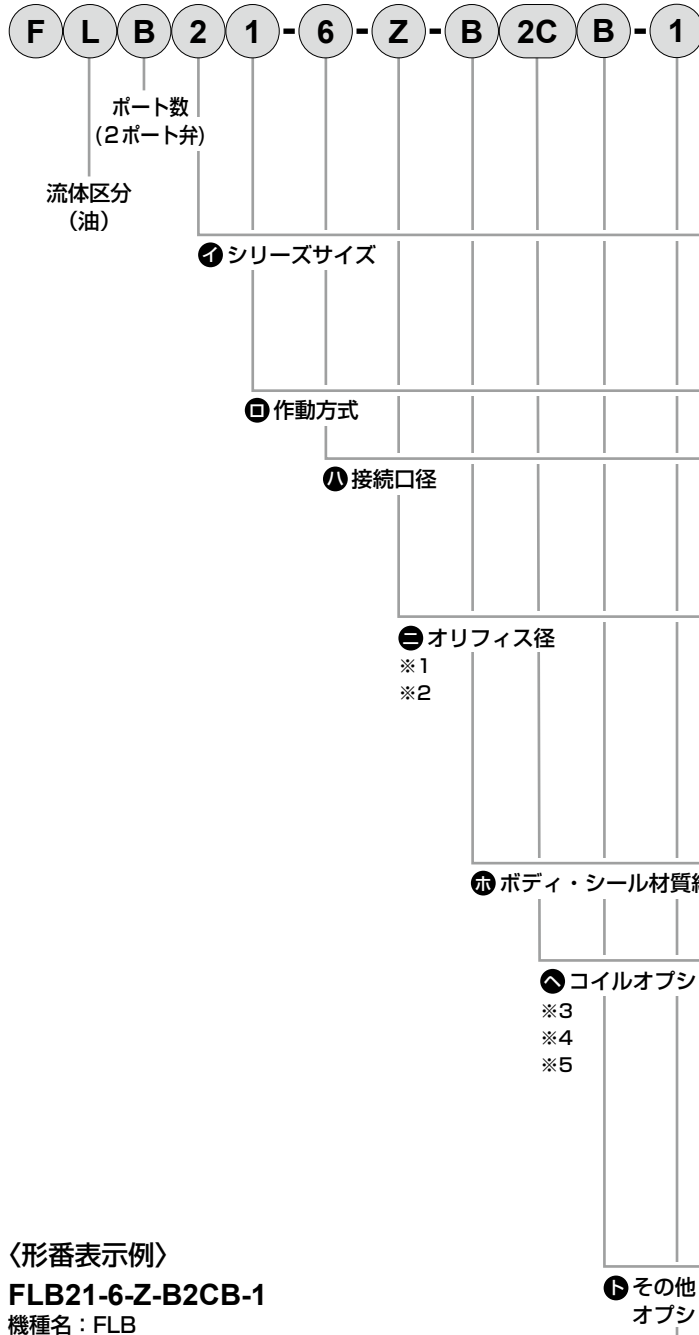 F L B 2 1 - 6 - Z - B 2C B - 1
ポート数
(2ポート弁)
流体区分
(油)
イ シリーズサイズ
ロ 作動方式
ハ 接続口径
ニ オリフィス径
※1
※2
ホ ボディ・シール材質
ヘ コイルオプシ
※3
※4
※5
〈形番表示例〉
FLB21-6-Z-B2CB-1
機種名：FLB
ト その他
オプシ